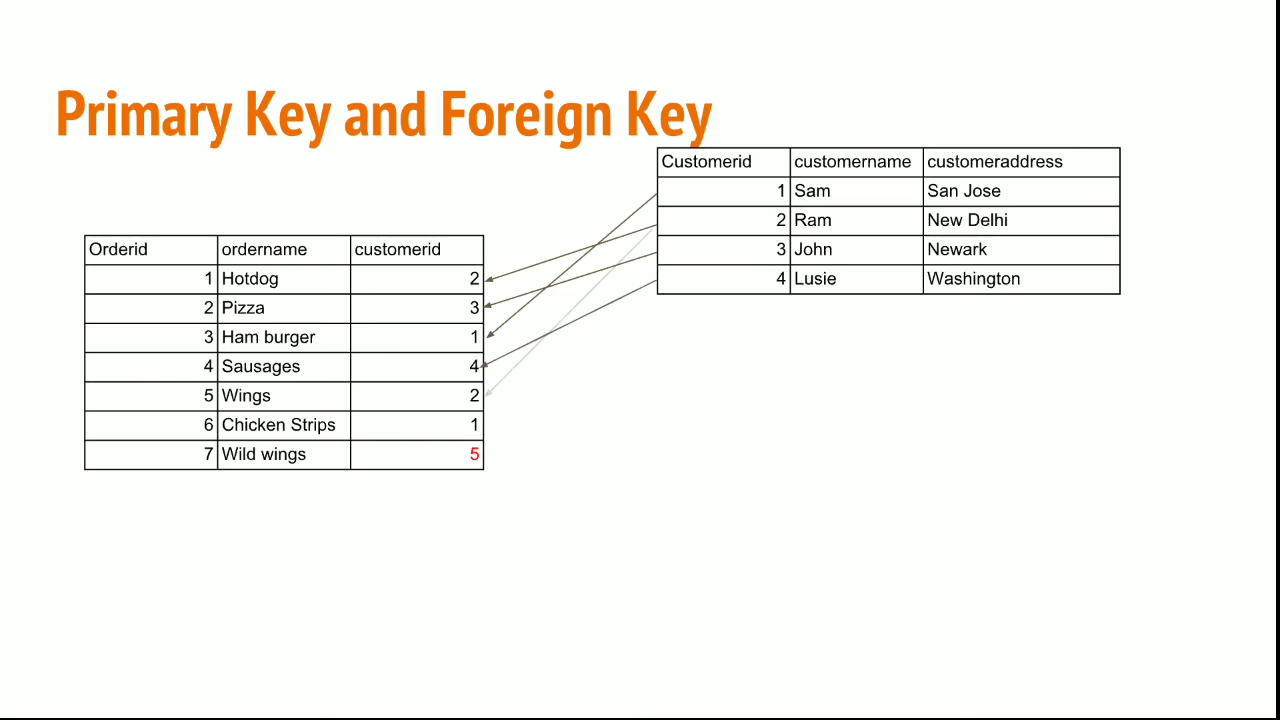 Primary Key and Foreign Key
Customerid customername customeraddress
1 Sam San Jose
2 Ram New Delhi
3 John Newark
4 Lusie Washington
Orderid ordername customerid
1 Hotdog 2
2 Pizza 3
3 Ham burger 1
4 Sausages 4
5 Wings 2
6 Chicken Strips 1
7 Wild wings 5